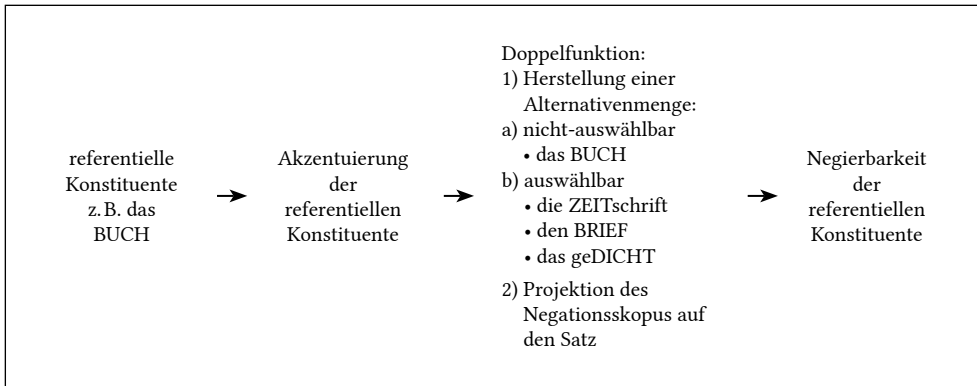 referentielle
Konstituente
z. B. das
BUCH
Akzentuierung
der
referentiellen
Konstituente
Doppelfunktion:
1) Herstellung einer
Alternativenmenge:
a) nicht-auswählbar
• das BUCH
b) auswählbar
• die ZEITschrift
• den BRIEF
• das geDICHT
2) Projektion des
Negationsskopus auf
den Satz
Negierbarkeit
der
referentiellen
Konstituente